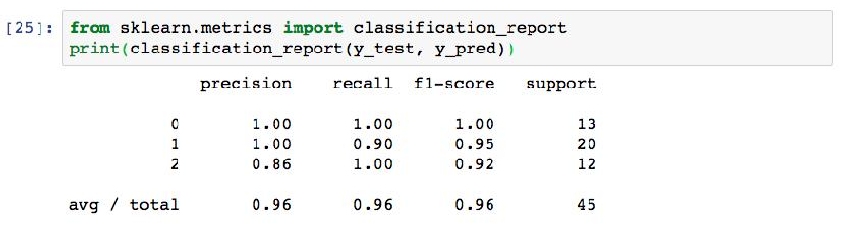 [25]: from sklearn.metrics import classification_report
print(classification_report(y_test, y_pred))
precision recall f1-score support
0 1.00 1.00 1.00 13
1 1.00 0.90 0.95 20
2 0.86 1.00 0.92 12
avg / total 0.96 0.96 0.96 45